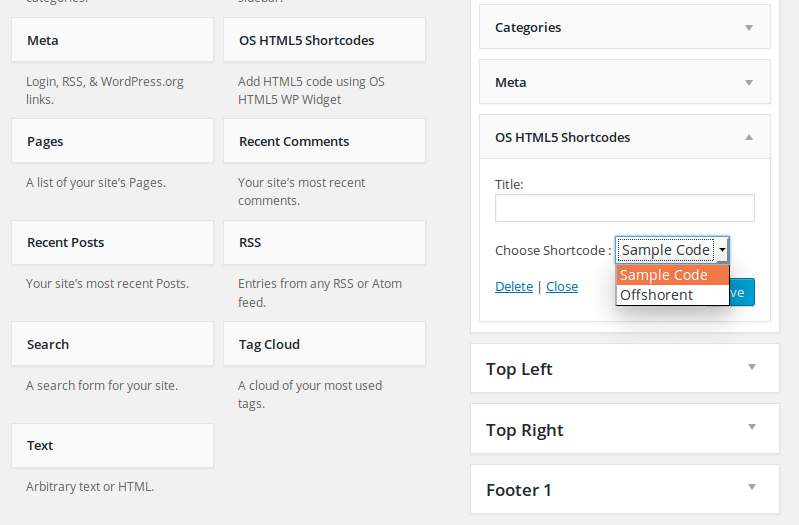 categories.
sidebar.
Meta
OS HTML5 Shortcodes
Login, RSS, & WordPress.org
links.
Add HTML5 code using OS
HTML5 WP Widget
Pages
Recent Comments
A list of your site's Pages.
Your site's most recent
comments.
Recent Posts
RSS
Your site's most recent Posts.
Entries from any RSS or Atom
feed.
Search
Tag Cloud
A search form for your site.
A cloud of your most used
tags.
Text
Arbitrary text or HTML.
Categories
Meta
OS HTML5 Shortcodes
Title:
Choose Shortcode : Sample Code
Sample Code
Offshorent
Delete | Close
Top Left
Top Right
Footer 1